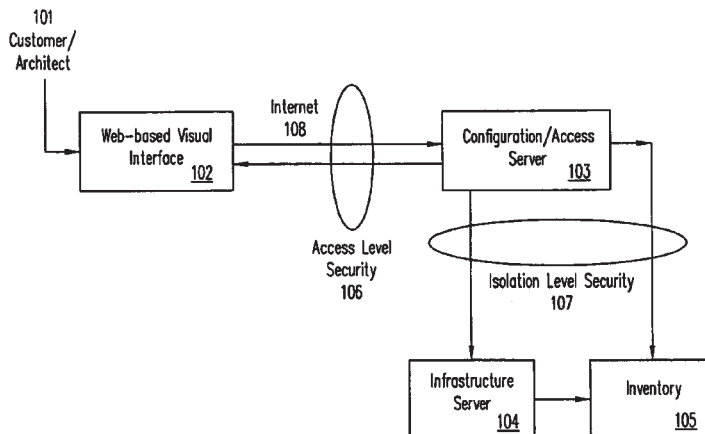 101
Customer/
Architect
Internet
108
Web-based Visual
Interface
102
Configuration/Access
Server
103
Access Level
Security
106
Isolation Level Security
107
Infrastructure
Server
104
Inventory
105